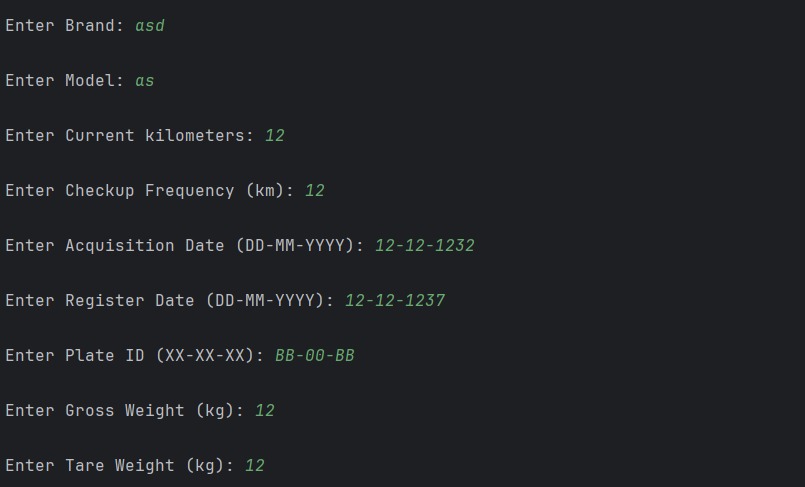 Enter Brand: asd
Enter Model: as
Enter Current kilometers: 12
Enter Checkup Frequency (km): 12
Enter Acquisition Date (DD-MM-YYYY): 12-12-1232
Enter Register Date (DD-MM-YYYY): 12-12-1237
Enter Plate ID (XX-XX-XX): BB-00-BB
Enter Gross Weight (kg): 12
Enter Tare Weight (kg): 12